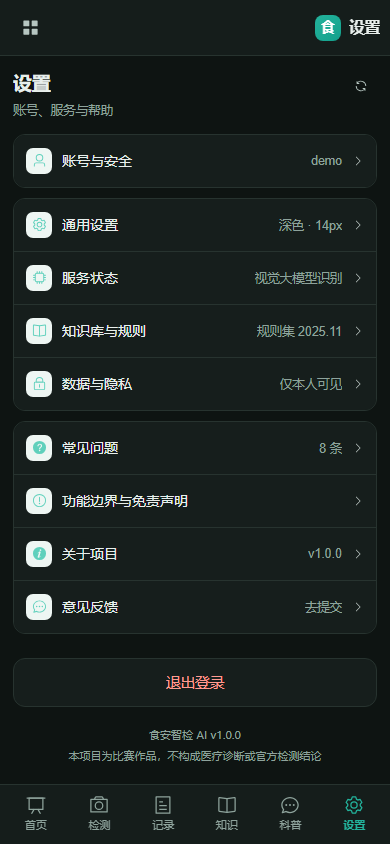 食 设置
设置
账号、服务与帮助
账号与安全 demo
通用设置 深色 · 14px
服务状态 视觉大模型识别
知识库与规则 规则集 2025.11
数据与隐私 仅本人可见
常见问题 8 条
功能边界与免责声明
关于项目 v1.0.0
意见反馈 去提交
退出登录
食安智检 AI v1.0.0
本项目为比赛作品，不构成医疗诊断或官方检测结论
首页 检测 记录 知识 科普 设置